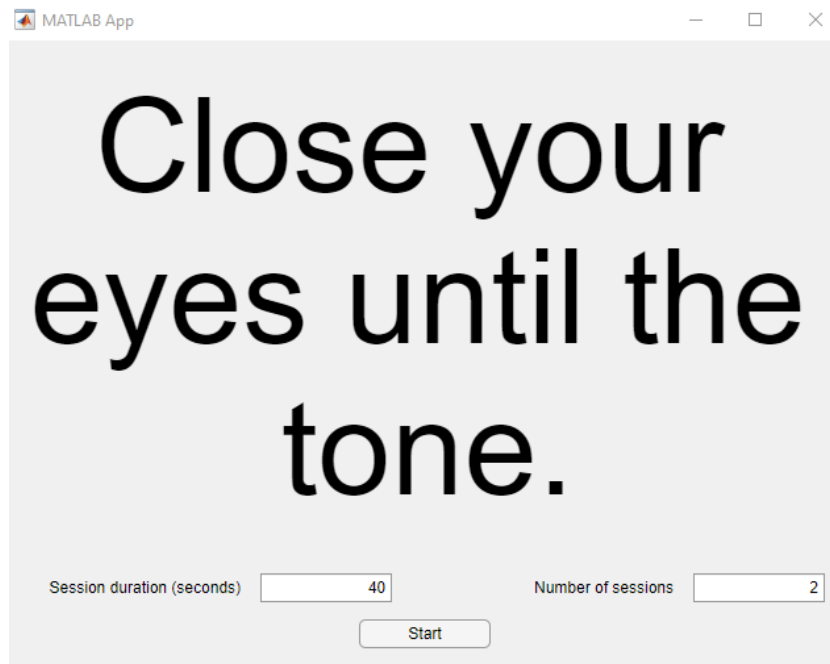 MATLAB App
Close your
eyes until the
tone.
Session duration (seconds) 40 Number of sessions 2
Start